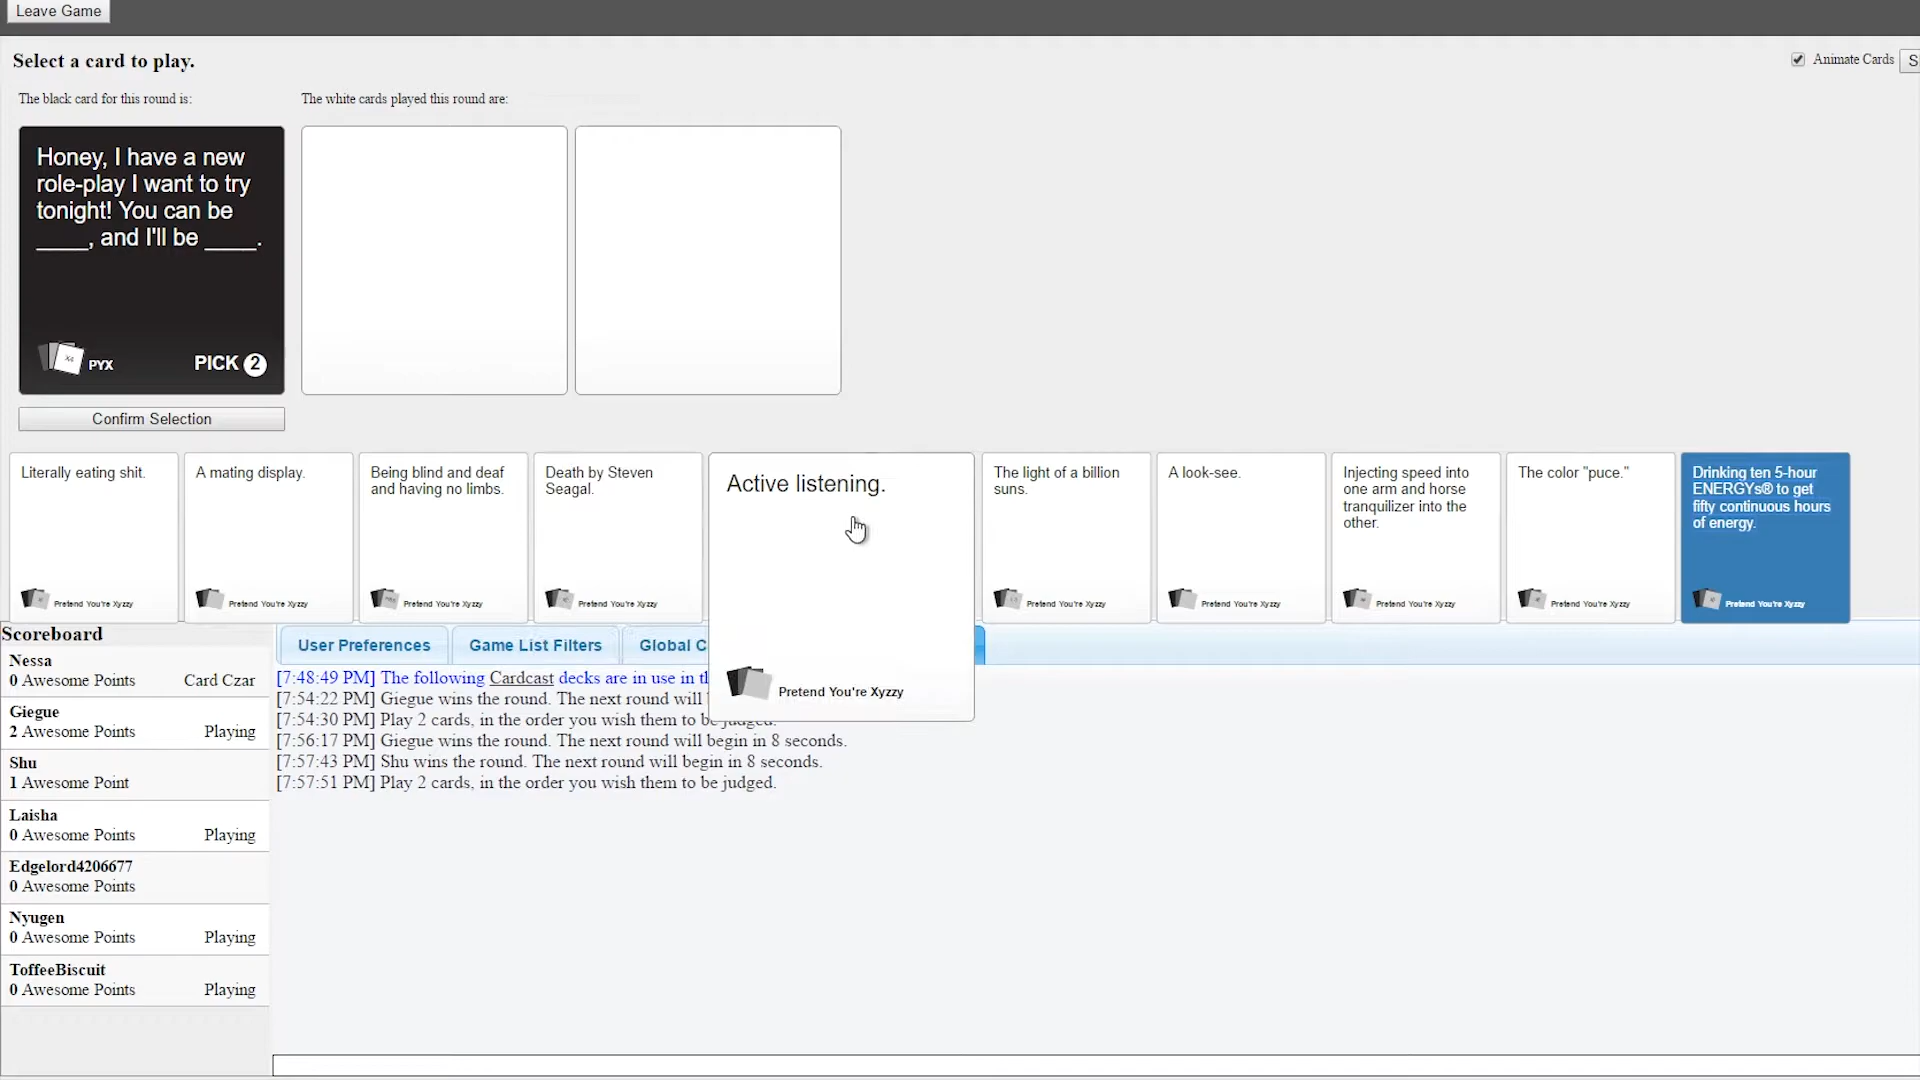 Leave Game
Select a card to play.
Animate Cards
The black card for this round is:
The white cards played this round are:
Honey, I have a new
role-play I want to try
tonight! You can be
____, and I'll be ____.
PYX
PICK 2
Confirm Selection
Literally eating shit.
Pretend You're Xyzzy
A mating display.
Pretend You're Xyzzy
Being blind and deaf
and having no limbs.
Pretend You're Xyzzy
Death by Steven
Seagal.
Pretend You're Xyzzy
Active listening.
Pretend You're Xyzzy
The light of a billion
suns.
Pretend You're Xyzzy
A look-see.
Pretend You're Xyzzy
Injecting speed into
one arm and horse
tranquilizer into the
other.
Pretend You're Xyzzy
The color "puce."
Pretend You're Xyzzy
Drinking ten 5-hour
ENERGYs® to get
fifty continuous hours
of energy.
Pretend You're Xyzzy
Scoreboard
Nessa
0 Awesome Points Card Czar
Giegue
2 Awesome Points Playing
Shu
1 Awesome Point
Laisha
0 Awesome Points Playing
Edgelord4206677
0 Awesome Points
Nyugen
0 Awesome Points Playing
ToffeeBiscuit
0 Awesome Points Playing
User Preferences
Game List Filters
Global C
[7:48:49 PM] The following Cardcast decks are in use in
[7:54:22 PM] Giegue wins the round. The next round will
[7:54:30 PM] Play 2 cards, in the order you wish them to be judged.
[7:56:17 PM] Giegue wins the round. The next round will begin in 8 seconds.
[7:57:43 PM] Shu wins the round. The next round will begin in 8 seconds.
[7:57:51 PM] Play 2 cards, in the order you wish them to be judged.